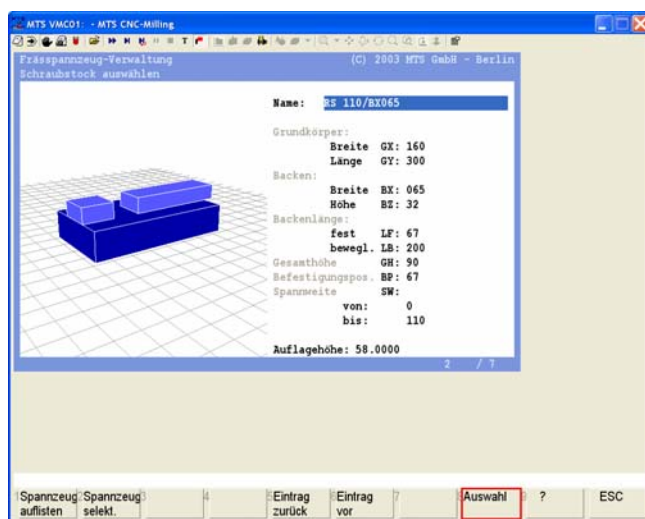 MTS VMC01: - MTS CNC-Milling
Frässpannzeug-Verwaltung (C) 2003 MTS GmbH - Berlin
Schraubstock auswählen
Name: RS 110/BX065
Grundkörper:
Breite GX: 160
Länge GY: 300
Backen:
Breite BX: 065
Höhe BZ: 32
Backenlänge:
fest LF: 67
bewegl. LB: 200
Gesamthöhe GH: 90
Befestigungspos. BP: 67
Spannweite SW:
von: 0
bis: 110
Auflagehöhe: 58.0000
2 / 7
1 Spannzeug auflisten 2 Spannzeug selekt. 3 4 5 Eintrag zurück 6 Eintrag vor 7 8 Auswahl 9 ? ESC